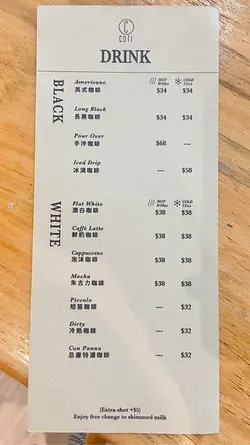 C
COTI
DRINK
BLACK
HOT COLD
8/10oz 12oz
Americano
美式咖啡 $34 $34
Long Black
長黑咖啡 $34 $34
Pour Over
手沖咖啡 $68 ---
Iced Drip
冰滴咖啡 --- $58
WHITE
HOT COLD
12oz
Flat White
澳白咖啡 $38 $38
Caffè Latte
鮮奶咖啡 $38 $38
Cappuccino
泡沫咖啡 $38 $38
Mocha
朱古力咖啡 $38 $38
Piccolo
短笛咖啡 --- $32
Dirty
冷熱咖啡 --- $32
Con Panna
忌廉特濃咖啡 --- $32
(Extra shot +$5)
Enjoy free change to skimmed milk